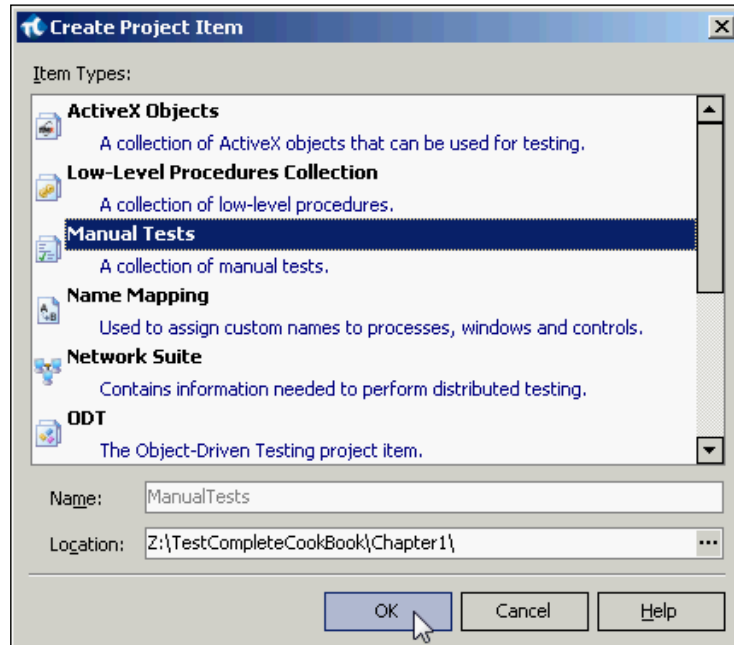 Create Project Item
Item Types:
ActiveX Objects
A collection of ActiveX objects that can be used for testing.
Low-Level Procedures Collection
A collection of low-level procedures.
Manual Tests
A collection of manual tests.
Name Mapping
Used to assign custom names to processes, windows and controls.
Network Suite
Contains information needed to perform distributed testing.
ODT
The Object-Driven Testing project item.
Name: ManualTests
Location: Z:\TestCompleteCookBook\Chapter1\ ...
OK Cancel Help